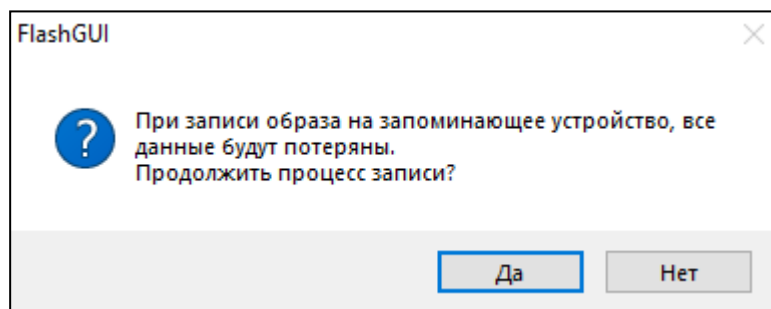 FlashGUI
При записи образа на запоминающее устройство, все
данные будут потеряны.
Продолжить процесс записи?
Да
Нет